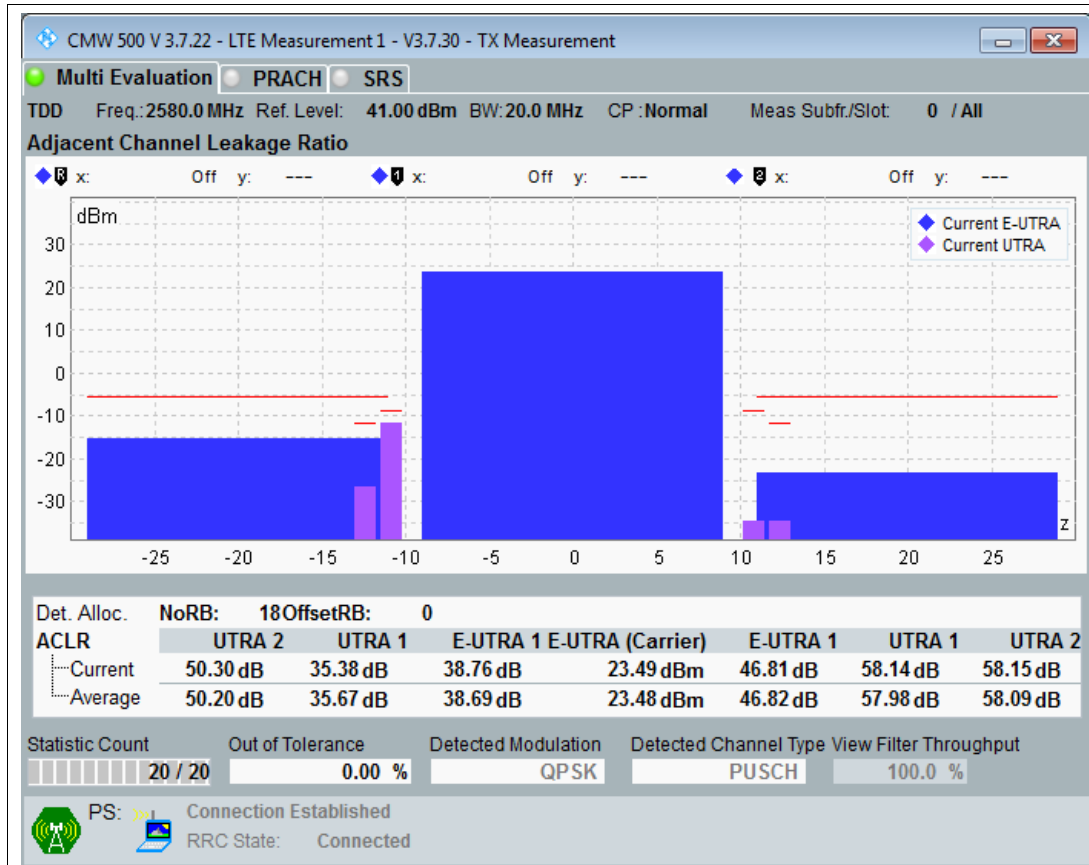 CMW 500 V 3.7.22 - LTE Measurement 1 - V3.7.30 - TX Measurement
Multi Evaluation PRACH SRS
TDD Freq.: 2580.0 MHz Ref. Level: 41.00 dBm BW: 20.0 MHz CP : Normal Meas Subfr./Slot: 0 / All
Adjacent Channel Leakage Ratio
R x: Off y: --- 1 x: Off y: --- 2 x: Off y: ---
dBm
Current E-UTRA
Current UTRA
30
20
10
0
-10
-20
-30
z
-25 -20 -15 -10 -5 0 5 10 15 20 25
Det. Alloc. NoRB: 18 OffsetRB: 0
ACLR UTRA 2 UTRA 1 E-UTRA 1 E-UTRA (Carrier) E-UTRA 1 UTRA 1 UTRA 2
Current 50.30 dB 35.38 dB 38.76 dB 23.49 dBm 46.81 dB 58.14 dB 58.15 dB
Average 50.20 dB 35.67 dB 38.69 dB 23.48 dBm 46.82 dB 57.98 dB 58.09 dB
Statistic Count Out of Tolerance Detected Modulation Detected Channel Type View Filter Throughput
20 / 20 0.00 % QPSK PUSCH 100.0 %
PS: Connection Established
RRC State: Connected